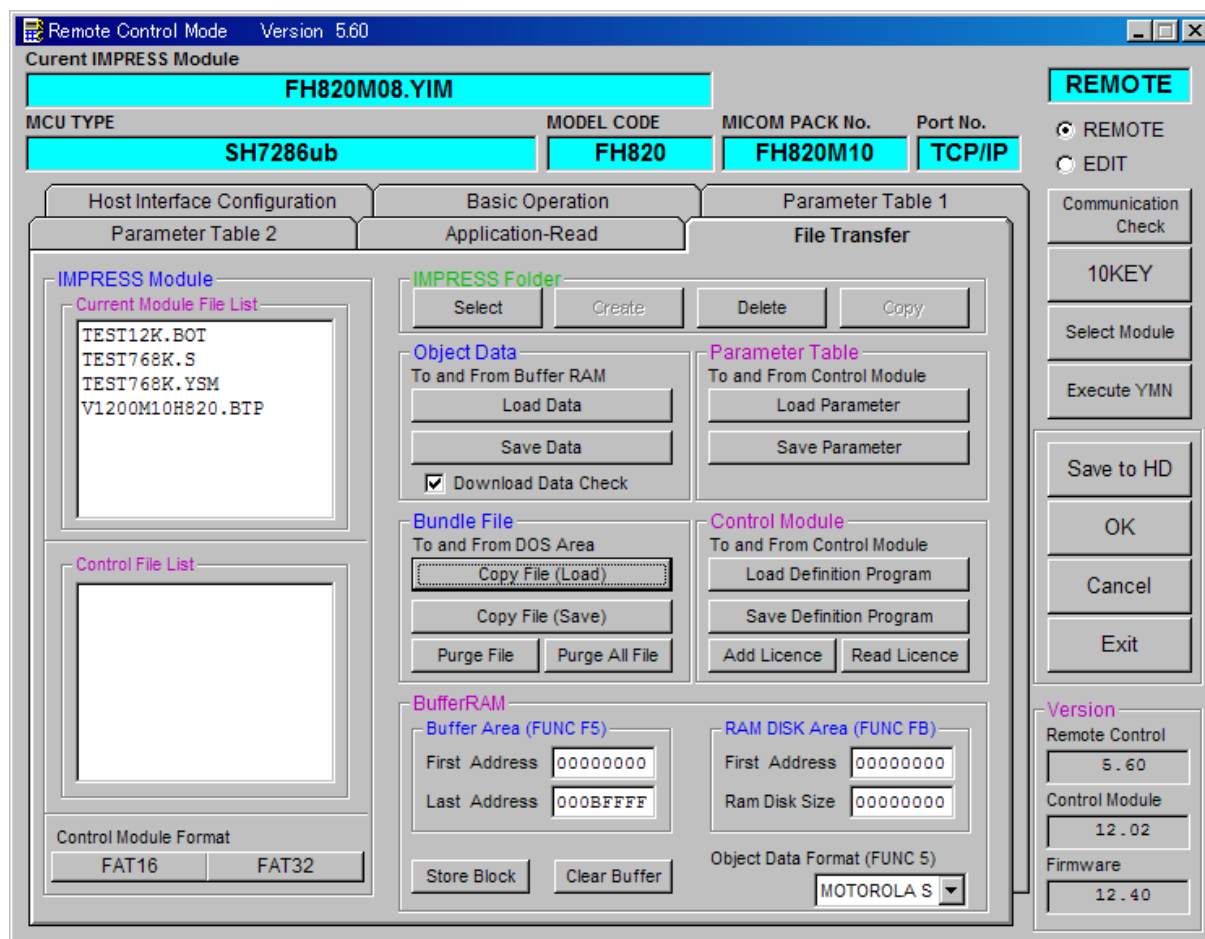 Remote Control Mode Version 5.60
Curent IMPRESS Module
FH820M08.YIM
REMOTE
MCU TYPE MODEL CODE MICOM PACK No. Port No.
SH7286ub FH820 FH820M10 TCP/IP
REMOTE
EDIT
Host Interface Configuration Basic Operation Parameter Table 1
Parameter Table 2 Application-Read File Transfer
Communication
Check
10KEY
Select Module
Execute YMN
IMPRESS Module
Current Module File List
TEST12K.BOT
TEST768K.S
TEST768K.YSM
V1200M10H820.BTP
Control File List
Control Module Format
FAT16 FAT32
IMPRESS Folder
Select Create Delete Copy
Object Data
To and From Buffer RAM
Load Data
Save Data
Download Data Check
Parameter Table
To and From Control Module
Load Parameter
Save Parameter
Bundle File
To and From DOS Area
Copy File (Load)
Copy File (Save)
Purge File Purge All File
Control Module
To and From Control Module
Load Definition Program
Save Definition Program
Add Licence Read Licence
BufferRAM
Buffer Area (FUNC F5)
First Address 00000000
Last Address 000BFFFF
RAM DISK Area (FUNC FB)
First Address 00000000
Ram Disk Size 00000000
Store Block Clear Buffer
Object Data Format (FUNC 5)
MOTOROLA S
Save to HD
OK
Cancel
Exit
Version
Remote Control
5.60
Control Module
12.02
Firmware
12.40